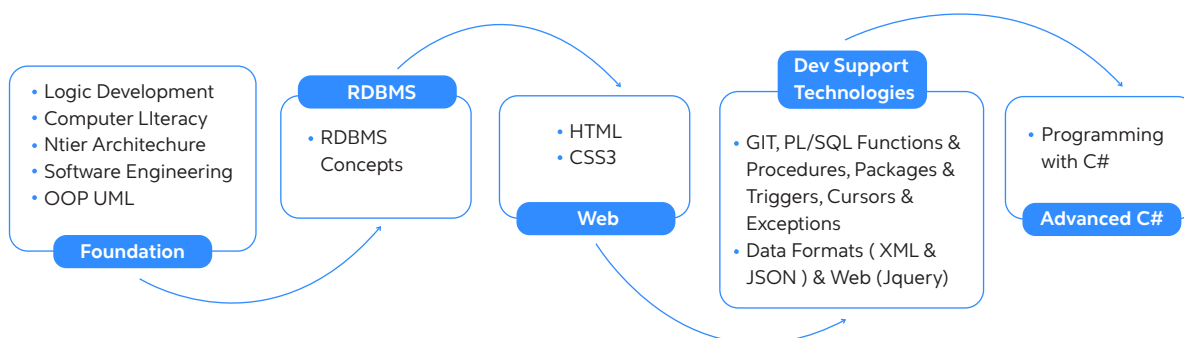 Logic Development
Computer LIteracy
Ntier Architechure
Software Engineering
OOP UML
Foundation
RDBMS
RDBMS
Concepts
HTML
CSS3
Web
Dev Support
Technologies
GIT, PL/SQL Functions &
Procedures, Packages &
Triggers, Cursors &
Exceptions
Data Formats ( XML &
JSON ) & Web (Jquery)
Programming
with C#
Advanced C#